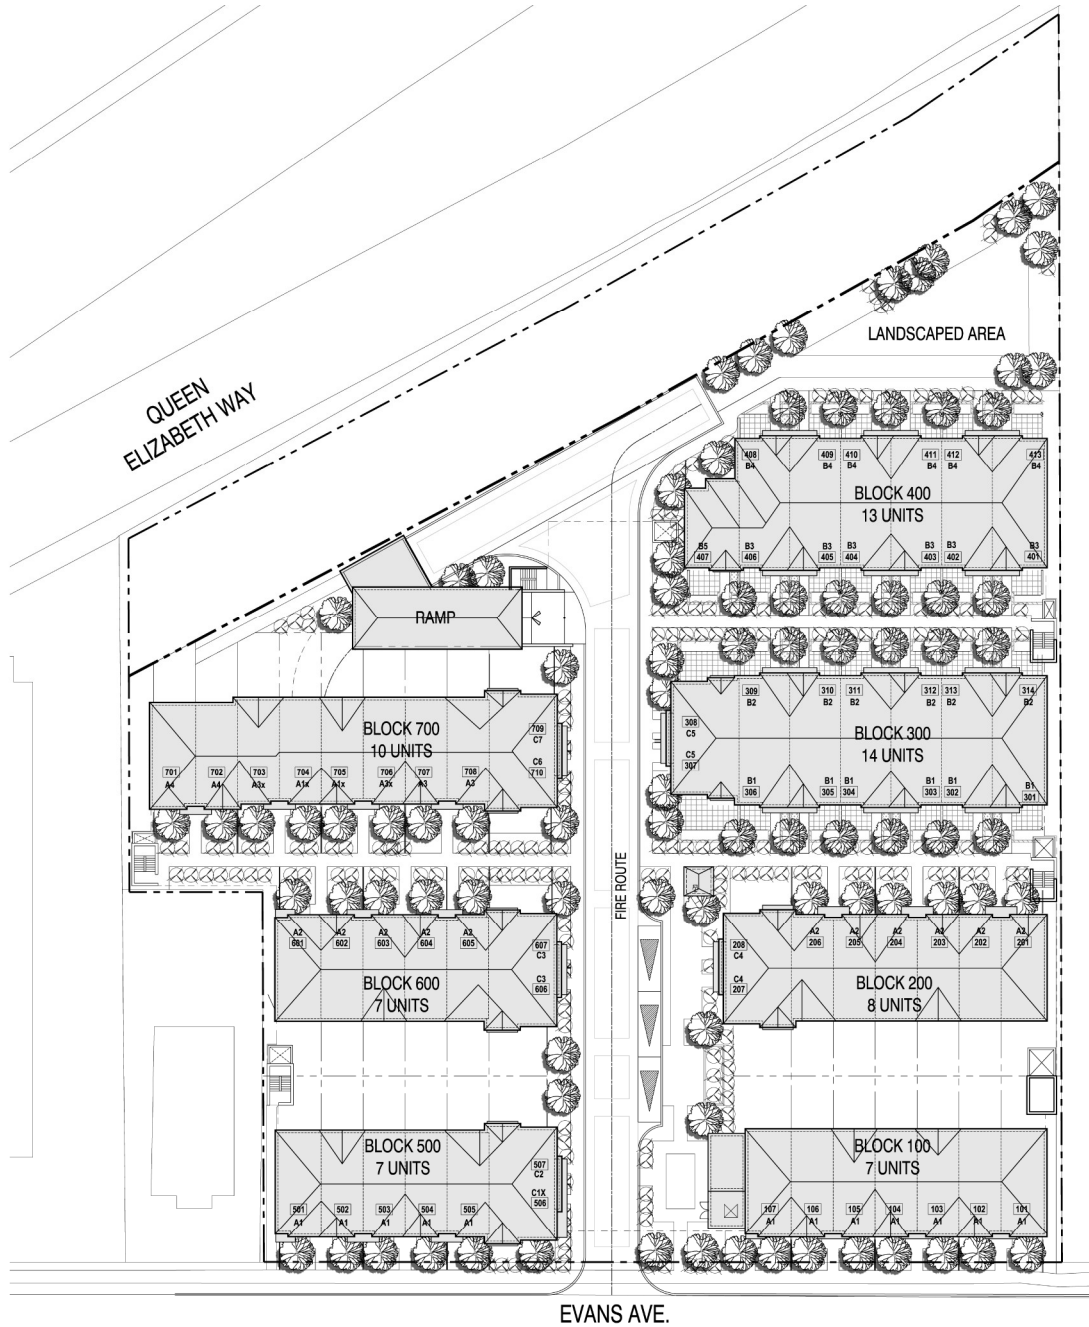 QUEEN
ELIZABETH WAY
LANDSCAPED AREA
408 409 410 411 412 413
B4 B4 B4 B4 B4 B4
BLOCK 400
13 UNITS
B5 B3 B3 B3 B3 B3 B3
407 406 405 404 403 402 401
RAMP
309 310 311 312 313 314
B2 B2 B2 B2 B2 B2
308
C5
BLOCK 300
14 UNITS
C5
307
B1 B1 B1 B1 B1 B1
306 305 304 303 302 301
709
C7
BLOCK 700
10 UNITS
C6
710
701 702 703 704 705 706 707 708
A4 A4 A3x A1x A1x A3x A3 A3
FIRE ROUTE
A2 A2 A2 A2 A2
601 602 603 604 605
607
C3
BLOCK 600
7 UNITS
C3
606
A2 A2 A2 A2 A2 A2
206 205 204 203 202 201
208
C4
BLOCK 200
8 UNITS
C4
207
BLOCK 500
7 UNITS
507
C2
C1X
506
501 502 503 504 505
A1 A1 A1 A1 A1
BLOCK 100
7 UNITS
107 106 105 104 103 102 101
A1 A1 A1 A1 A1 A1 A1
EVANS AVE.